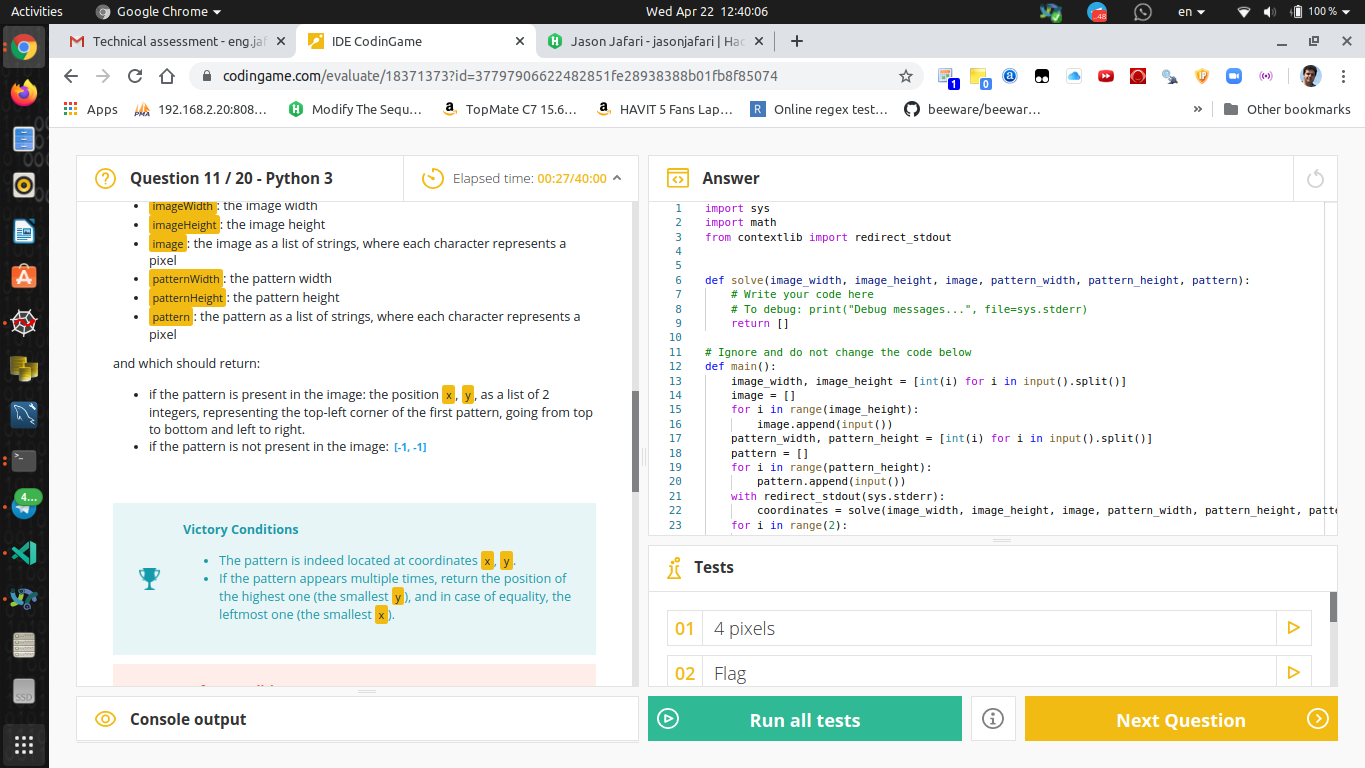 Activities
Google Chrome
Wed Apr 22 12:40:06
48
en
100 %
Technical assessment - eng.jaf
IDE CodinGame
Jason Jafari - jasonjafari | Hac
codingame.com/evaluate/18371373?id=37797906622482851fe28938388b01fb8f85074
1
0
Apps
192.168.2.20:808...
Modify The Sequ...
TopMate C7 15.6...
HAVIT 5 Fans Lap...
Online regex test...
beeware/beewar...
»
Other bookmarks
Question 11 / 20 - Python 3
Elapsed time: 00:27/40:00
imageWidth: the image width
imageHeight: the image height
image: the image as a list of strings, where each character represents a
pixel
patternWidth: the pattern width
patternHeight: the pattern height
pattern: the pattern as a list of strings, where each character represents a
pixel
and which should return:
if the pattern is present in the image: the position x, y, as a list of 2
integers, representing the top-left corner of the first pattern, going from top
to bottom and left to right.
if the pattern is not present in the image: [-1, -1]
Victory Conditions
The pattern is indeed located at coordinates x, y.
If the pattern appears multiple times, return the position of
the highest one (the smallest y), and in case of equality, the
leftmost one (the smallest x).
Console output
Answer
1 import sys
2 import math
3 from contextlib import redirect_stdout
4
5
6 def solve(image_width, image_height, image, pattern_width, pattern_height, pattern):
7 # Write your code here
8 # To debug: print("Debug messages...", file=sys.stderr)
9 return []
10
11 # Ignore and do not change the code below
12 def main():
13 image_width, image_height = [int(i) for i in input().split()]
14 image = []
15 for i in range(image_height):
16 image.append(input())
17 pattern_width, pattern_height = [int(i) for i in input().split()]
18 pattern = []
19 for i in range(pattern_height):
20 pattern.append(input())
21 with redirect_stdout(sys.stderr):
22 coordinates = solve(image_width, image_height, image, pattern_width, pattern_height, patte
23 for i in range(2):
Tests
01 4 pixels
02 Flag
Run all tests
Next Question
4...
SSD